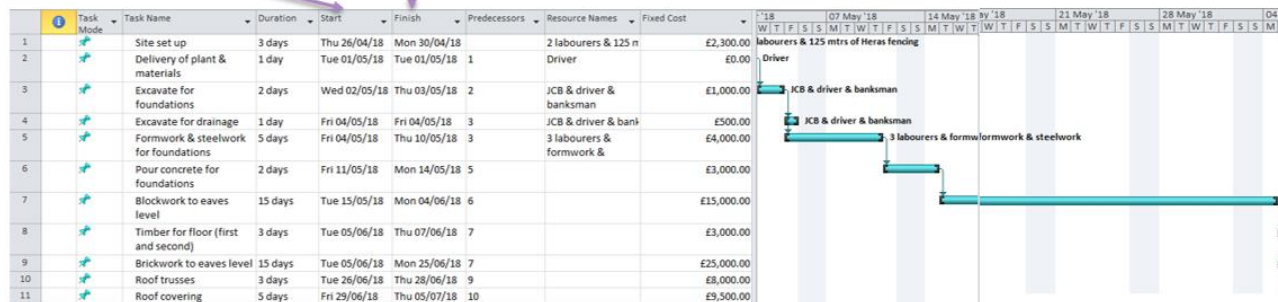 Task Mode Task Name Duration Start Finish Predecessors Resource Names Fixed Cost
'18 07 May '18 14 May '18 ay '18 21 May '18 28 May '18 04
W T F S S M T W T F S S M T W T W T F S S M T W T F S S M T W T F S S M
1 Site set up 3 days Thu 26/04/18 Mon 30/04/18 2 labourers & 125 m £2,300.00 labourers & 125 mtrs of Heras fencing
2 Delivery of plant & materials 1 day Tue 01/05/18 Tue 01/05/18 1 Driver £0.00 Driver
3 Excavate for foundations 2 days Wed 02/05/18 Thu 03/05/18 2 JCB & driver & banksman £1,000.00 JCB & driver & banksman
4 Excavate for drainage 1 day Fri 04/05/18 Fri 04/05/18 3 JCB & driver & bank £500.00 JCB & driver & banksman
5 Formwork & steelwork for foundations 5 days Fri 04/05/18 Thu 10/05/18 3 3 labourers & formwork & £4,000.00 3 labourers & formw formwork & steelwork
6 Pour concrete for foundations 2 days Fri 11/05/18 Mon 14/05/18 5 £3,000.00
7 Blockwork to eaves level 15 days Tue 15/05/18 Mon 04/06/18 6 £15,000.00
8 Timber for floor (first and second) 3 days Tue 05/06/18 Thu 07/06/18 7 £3,000.00
9 Brickwork to eaves level 15 days Tue 05/06/18 Mon 25/06/18 7 £25,000.00
10 Roof trusses 3 days Tue 26/06/18 Thu 28/06/18 9 £8,000.00
11 Roof covering 5 days Fri 29/06/18 Thu 05/07/18 10 £9,500.00